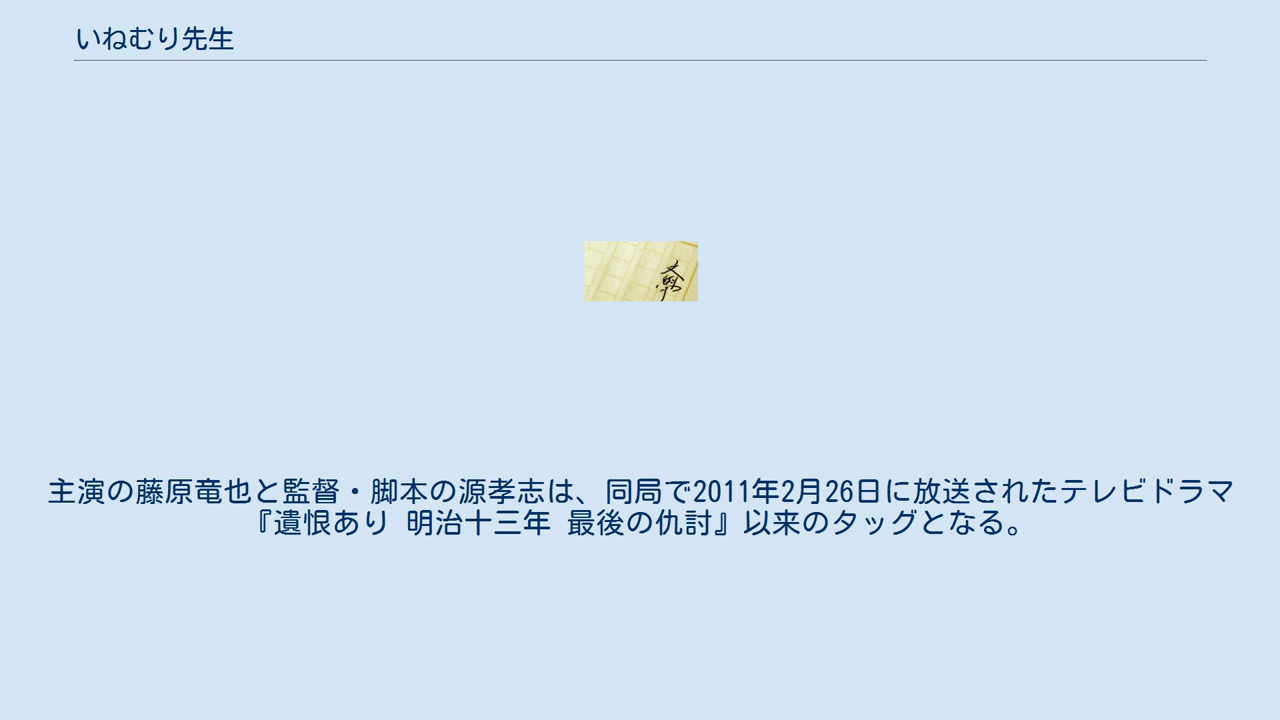 いねむり先生
主演の藤原竜也と監督・脚本の源孝志は、同局で2011年2月26日に放送されたテレビドラマ
『遺恨あり 明治十三年 最後の仇討』以来のタッグとなる。